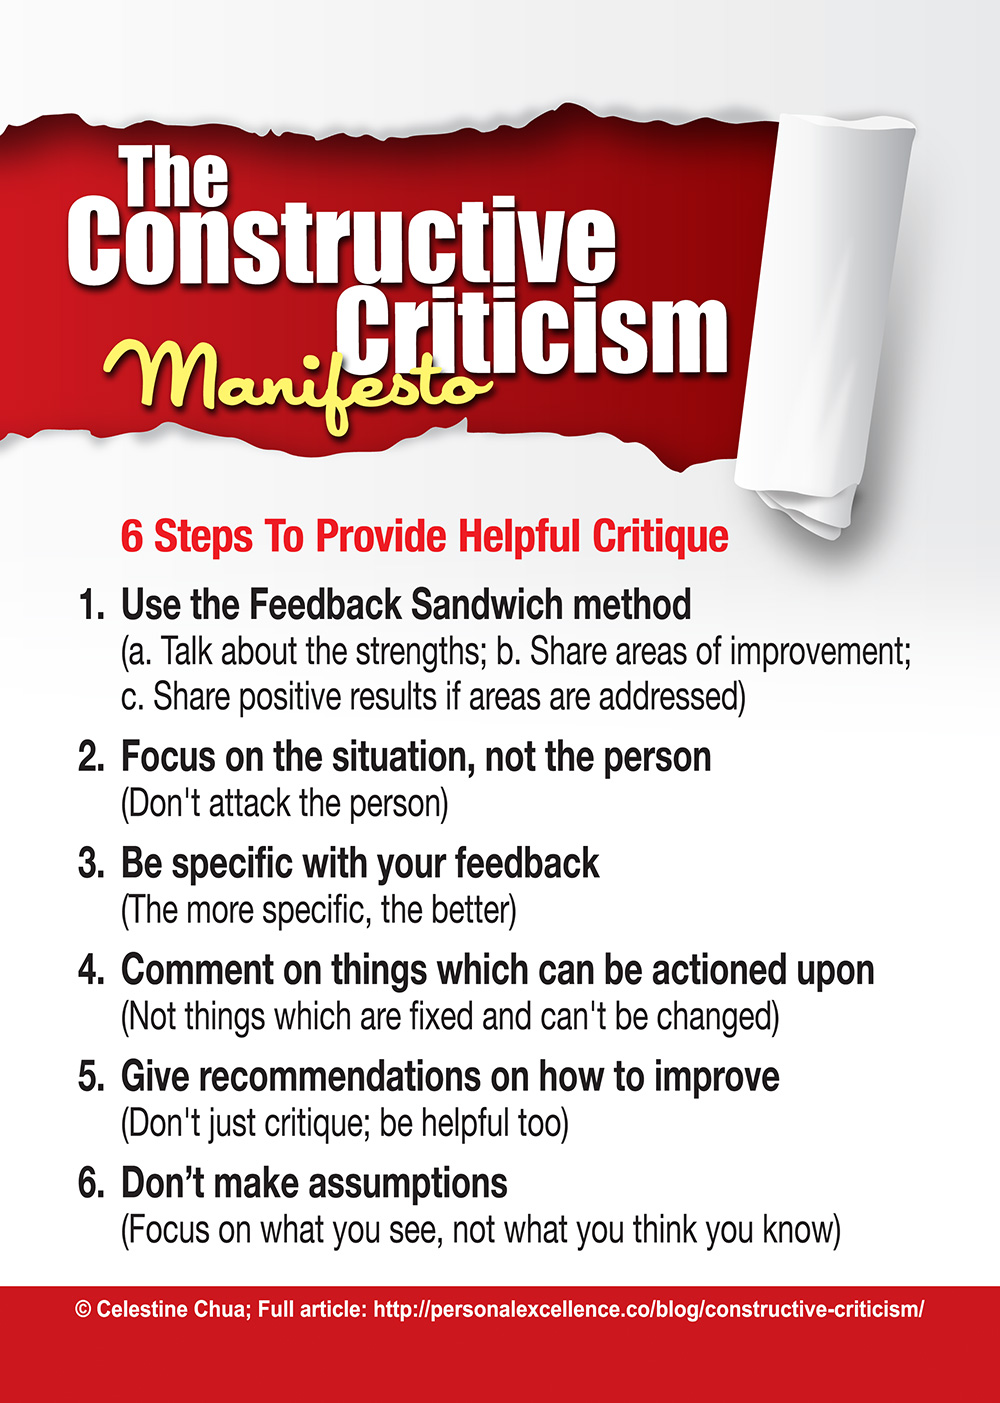 The
Constructive
Criticism
Manifesto
6 Steps To Provide Helpful Critique
1. Use the Feedback Sandwich method
(a. Talk about the strengths; b. Share areas of improvement;
c. Share positive results if areas are addressed)
2. Focus on the situation, not the person
(Don't attack the person)
3. Be specific with your feedback
(The more specific, the better)
4. Comment on things which can be actioned upon
(Not things which are fixed and can't be changed)
5. Give recommendations on how to improve
(Don't just critique; be helpful too)
6. Don’t make assumptions
(Focus on what you see, not what you think you know)
© Celestine Chua; Full article: http://personalexcellence.co/blog/constructive-criticism/